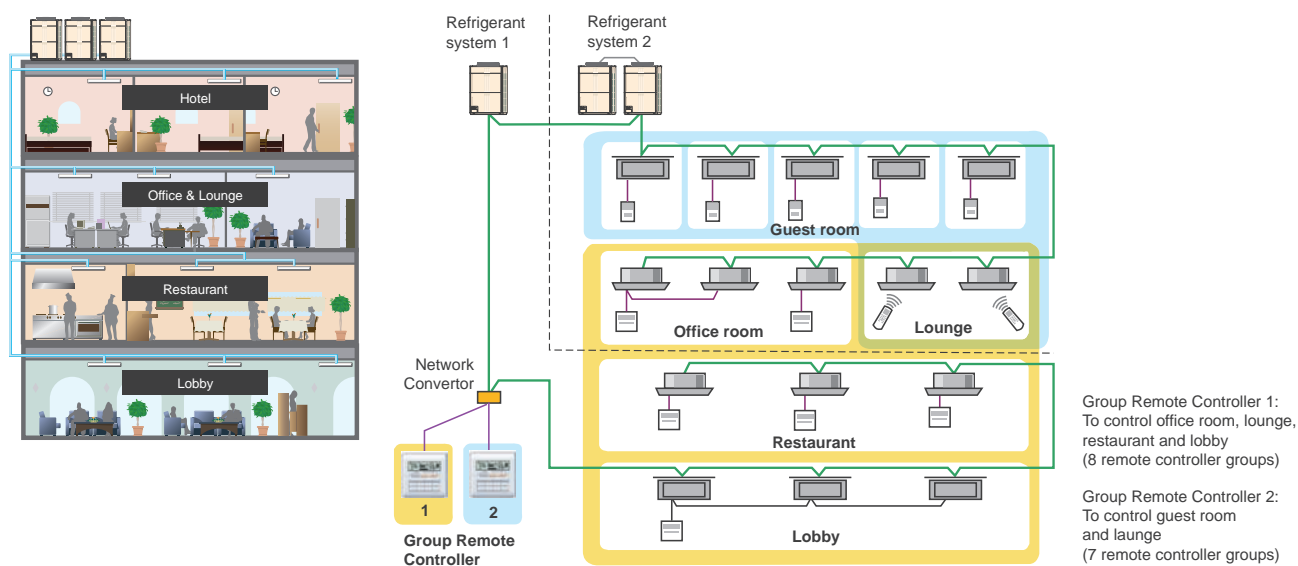 Hotel
Office & Lounge
Restaurant
Lobby
Refrigerant
system 1
Refrigerant
system 2
Guest room
Office room
Lounge
Restaurant
Lobby
Network
Convertor
1
2
Group Remote
Controller
Group Remote Controller 1:
To control office room, lounge,
restaurant and lobby
(8 remote controller groups)
Group Remote Controller 2:
To control guest room
and launge
(7 remote controller groups)